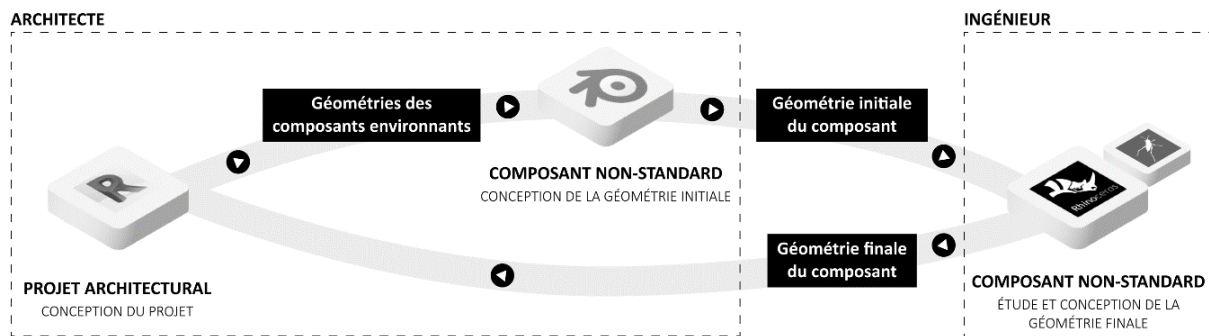 ARCHITECTE
INGÉNIEUR
Géométries des
composants environnants
Géométrie initiale
du composant
R
COMPOSANT NON-STANDARD
CONCEPTION DE LA GÉOMÉTRIE INITIALE
Rhinoceros
Géométrie finale
du composant
PROJET ARCHITECTURAL
CONCEPTION DU PROJET
COMPOSANT NON-STANDARD
ÉTUDE ET CONCEPTION DE LA
GÉOMÉTRIE FINALE